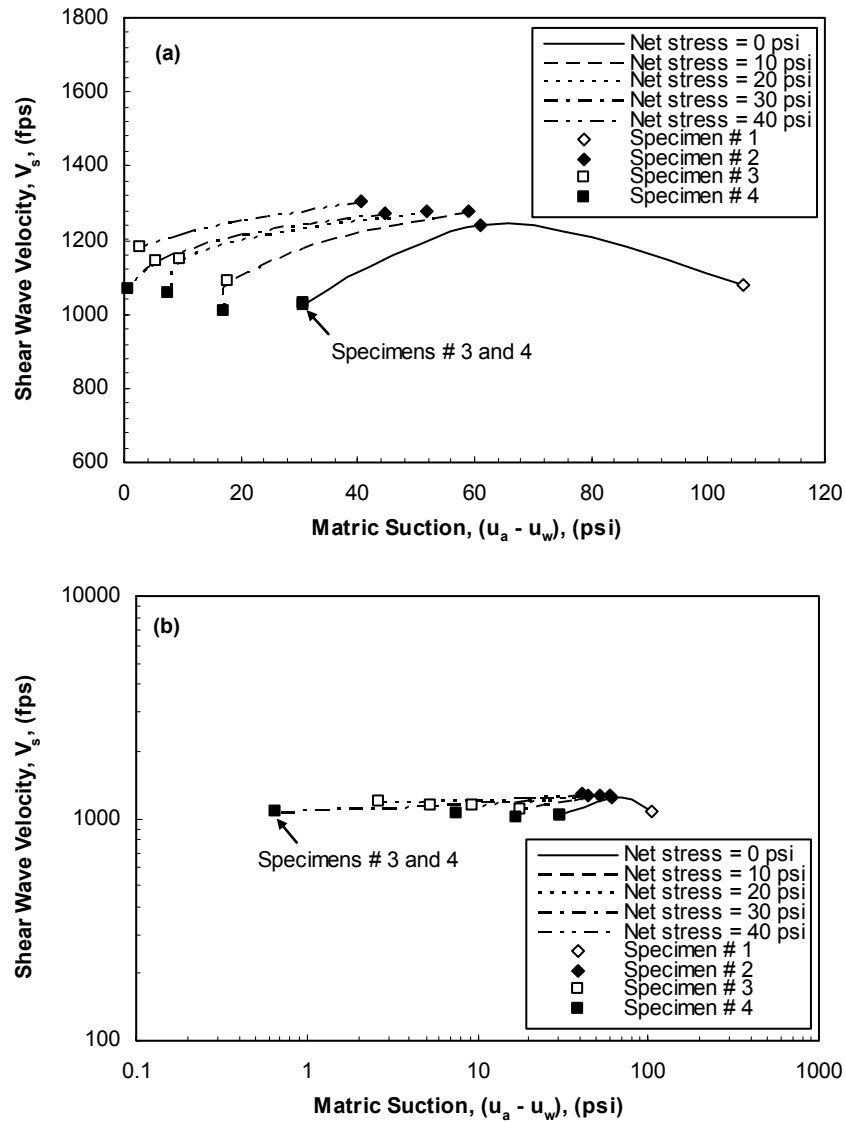 (a)
Net stress = 0 psi
Net stress = 10 psi
Net stress = 20 psi
Net stress = 30 psi
Net stress = 40 psi
Specimen # 1
Specimen # 2
Specimen # 3
Specimen # 4
1800
1600
1400
1200
1000
800
600
Shear Wave Velocity, Vs, (fps)
Specimens # 3 and 4
0 20 40 60 80 100 120
Matric Suction, (ua - uw), (psi)
(b)
10000
1000
100
Shear Wave Velocity, Vs, (fps)
Specimens # 3 and 4
Net stress = 0 psi
Net stress = 10 psi
Net stress = 20 psi
Net stress = 30 psi
Net stress = 40 psi
Specimen # 1
Specimen # 2
Specimen # 3
Specimen # 4
0.1 1 10 100 1000
Matric Suction, (ua - uw), (psi)